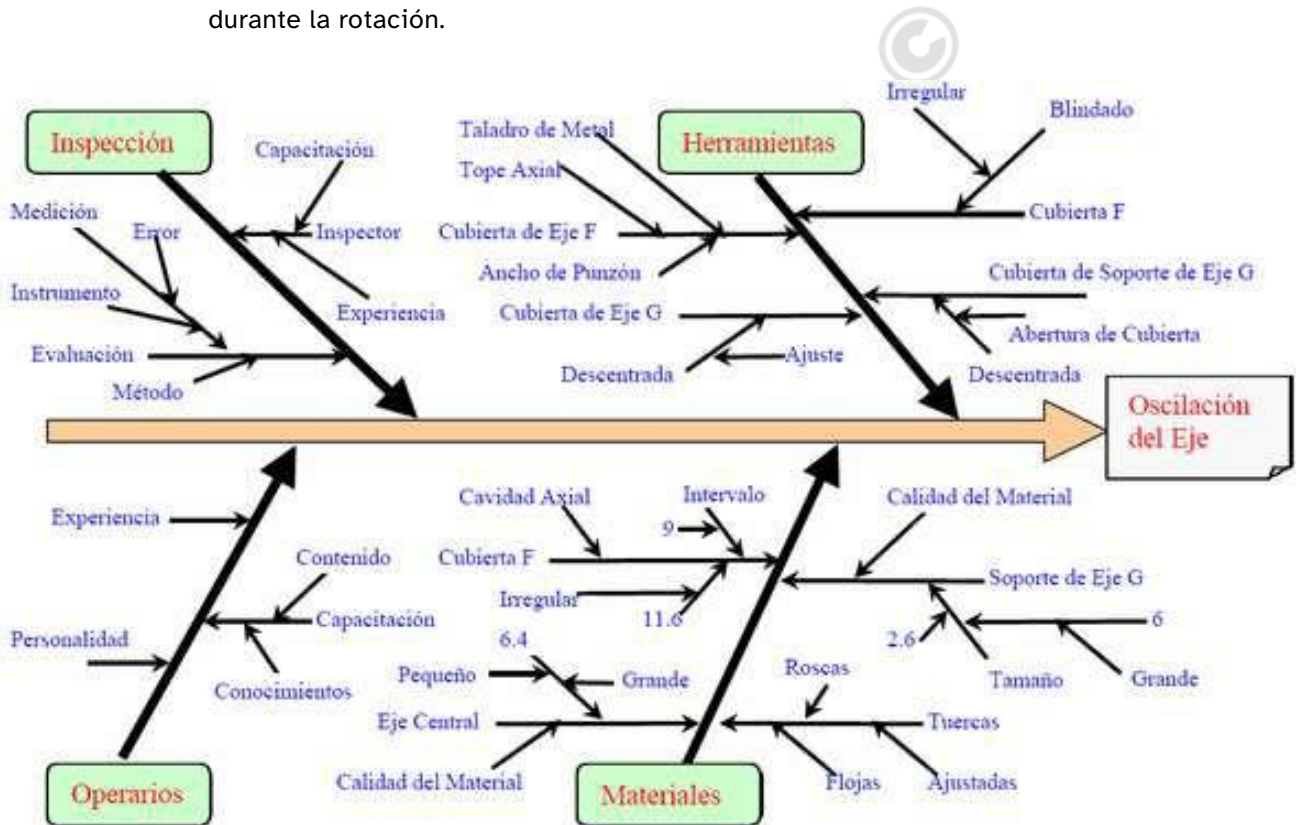 durante la rotación.
Irregular
Blindado
Inspección
Capacitación
Taladro de Metal
Herramientas
Tope Axial
Medición
Error
Inspector
Cubierta de Eje F
Cubierta F
Ancho de Punzón
Cubierta de Soporte de Eje G
Instrumento
Experiencia
Cubierta de Eje G
Abertura de Cubierta
Evaluación
Método
Ajuste
Descentrada
Descentrada
Oscilación
del Eje
Cavidad Axial
Intervalo
Calidad del Material
Experiencia
9
Contenido
Cubierta F
Soporte de Eje G
Irregular
11.6
Capacitación
Personalidad
6.4
2.6
6
Pequeño
Grande
Roscas
Tamaño
Grande
Conocimientos
Eje Central
Tuercas
Calidad del Material
Flojas
Ajustadas
Operarios
Materiales